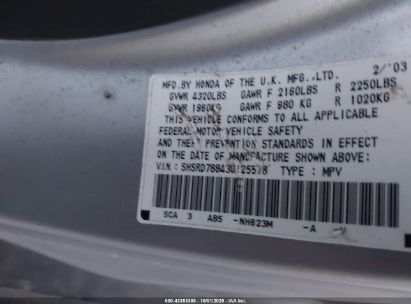 MFD.BY HONDA OF THE U.K. MFG.,LTD. 2/'03
GVWR 4320LBS GAWR F 2160LBS R 2250LBS
GVWR 1960KG GAWR F 980 KG R 1020KG
THIS VEHICLE CONFORMS TO ALL APPLICABLE
FEDERAL MOTOR VEHICLE SAFETY
AND THEFT PREVENTION STANDARDS IN EFFECT
ON THE DATE OF MANUFACTURE SHOWN ABOVE.
V.I.N.: TYPE : MPV
SCA 3 ABS -NH623M -A